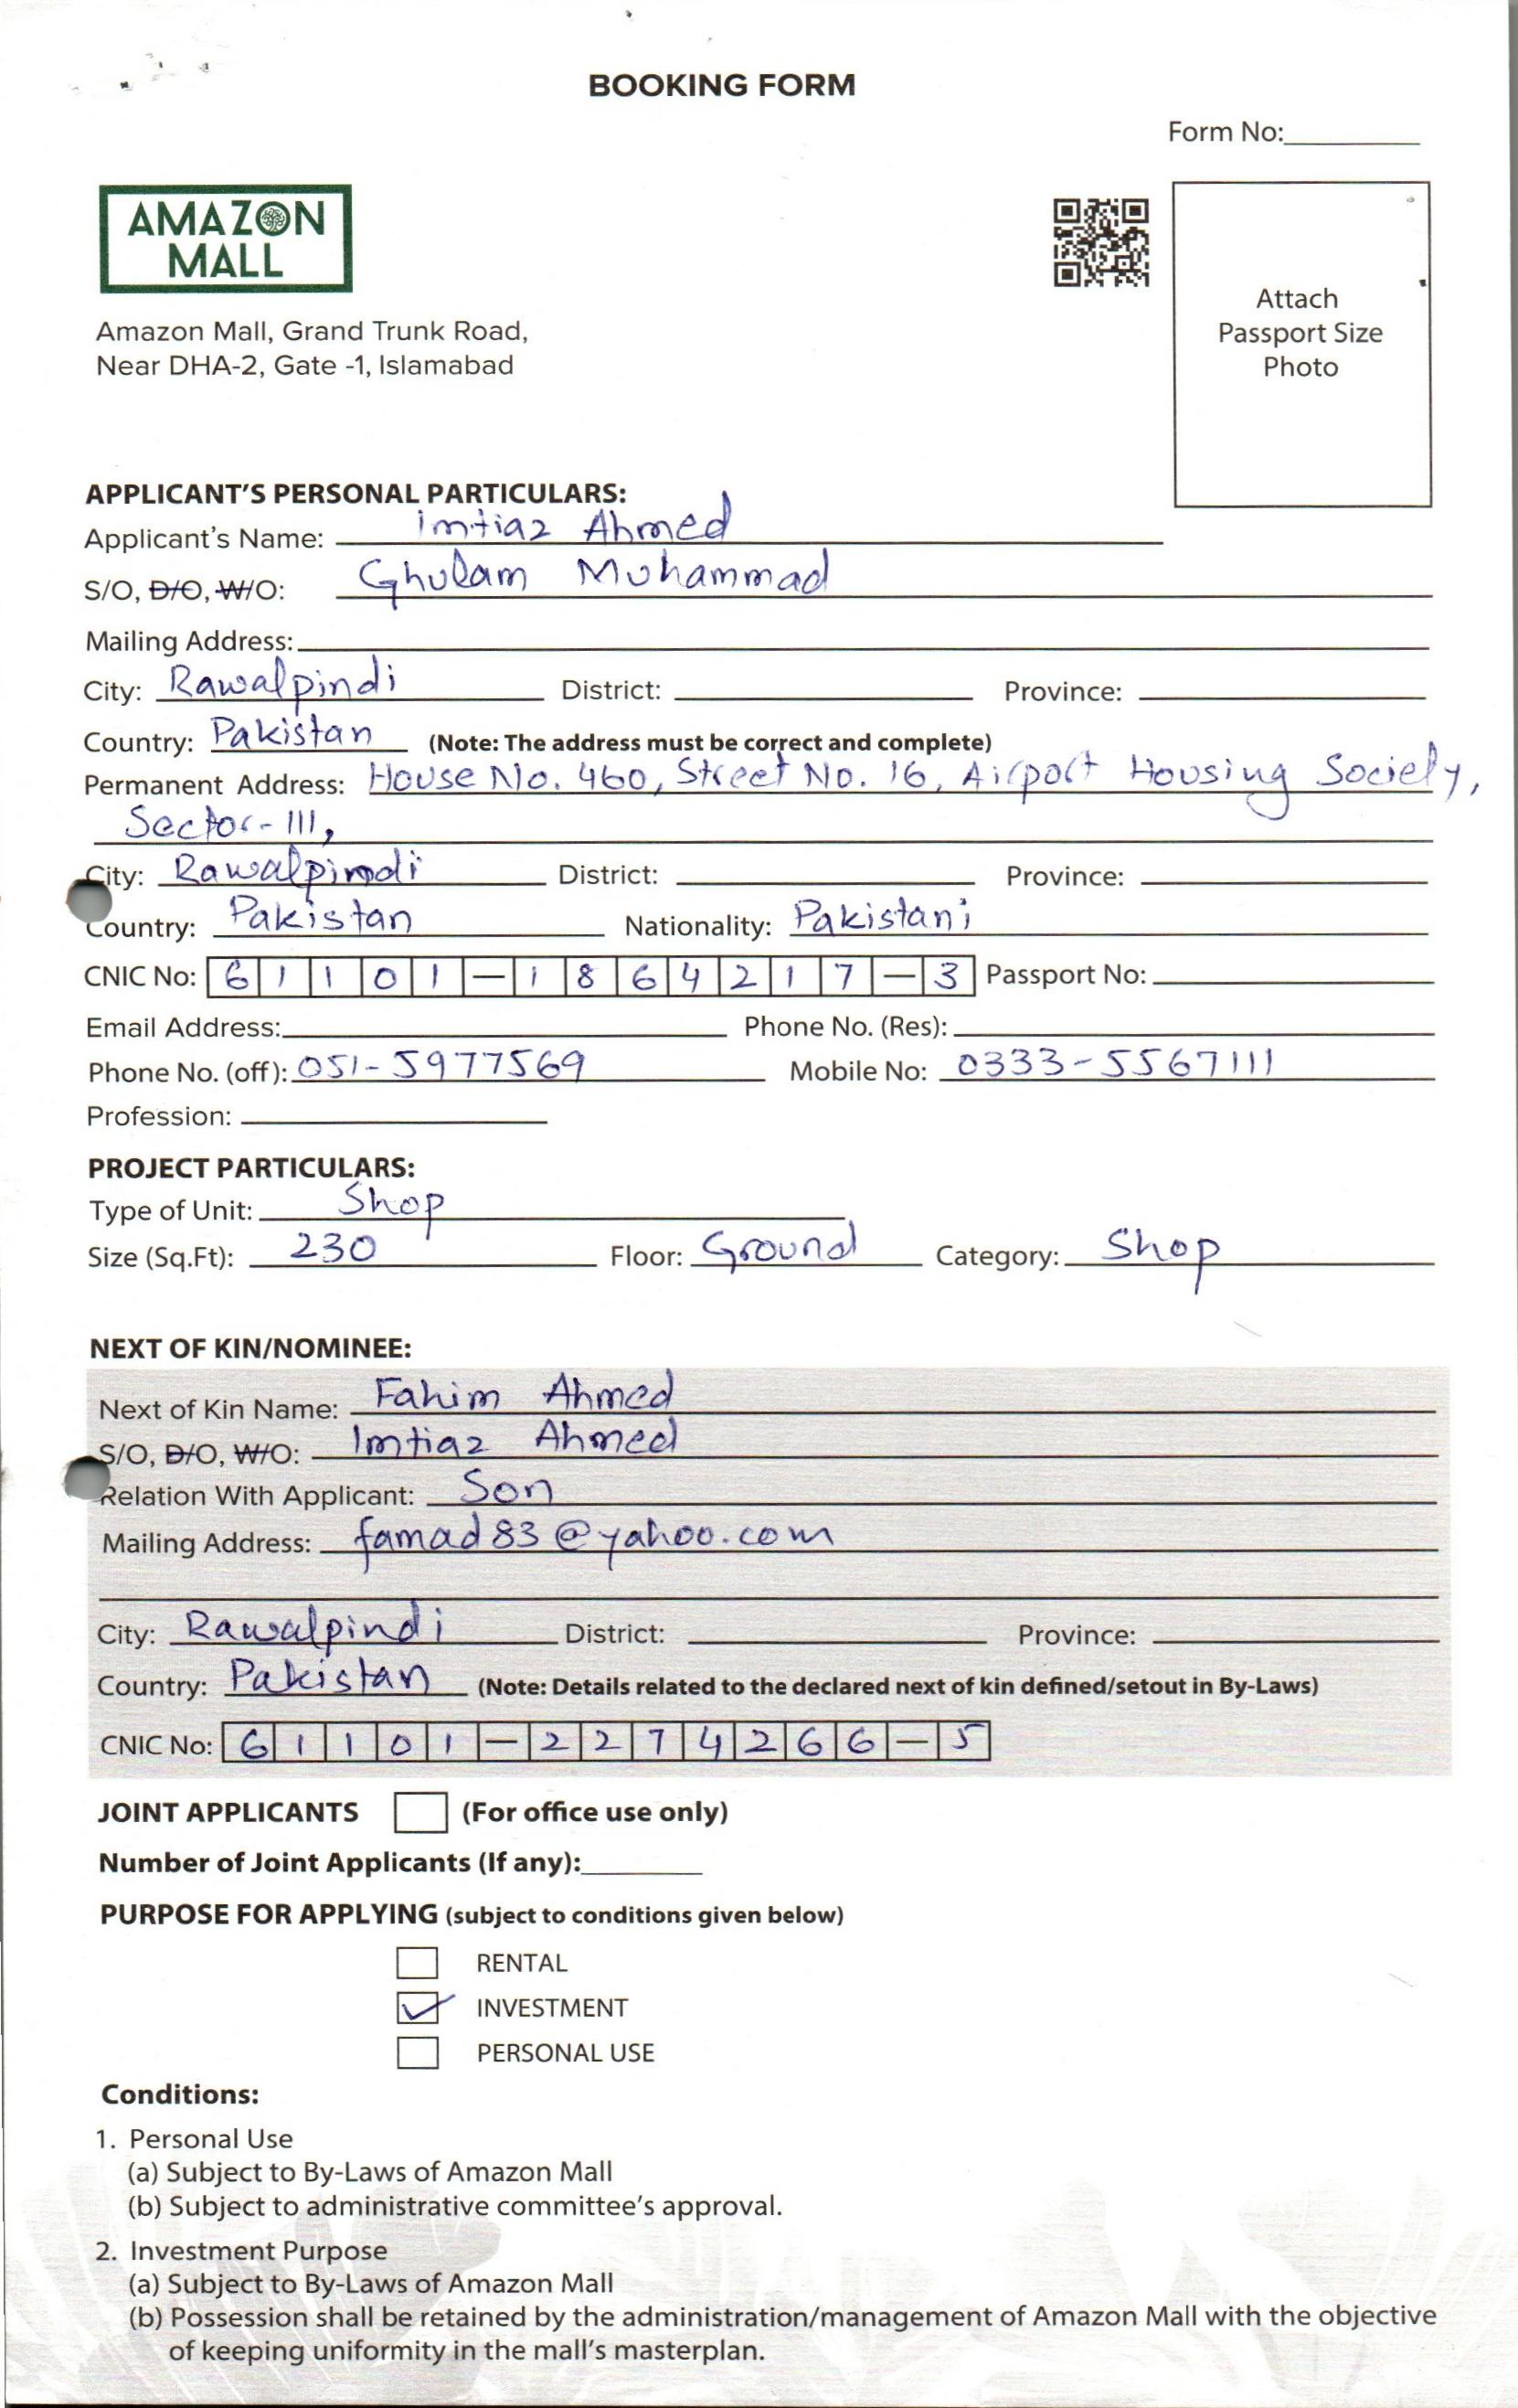 BOOKING FORM
Form No:
AMAZON
MALL
Amazon Mall, Grand Trunk Road,
Near DHA-2, Gate -1, Islamabad
Attach
Passport Size
Photo
APPLICANT'S PERSONAL PARTICULARS:
Applicant's Name: Imtiaz Ahmed
S/O, D/O, W/O: Ghulam Muhammad
Mailing Address:
City: Rawalpindi District: Province:
Country: Pakistan (Note: The address must be correct and complete)
Permanent Address: House No. 460, Street No. 16, Airport Housing Society,
Sector-III,
City: Rawalpindi District: Province:
Country: Pakistan Nationality: Pakistani
CNIC No: 61101-1864217-3 Passport No:
Email Address: Phone No. (Res):
Phone No. (off): 051-5977569 Mobile No: 0333-5567111
Profession:
PROJECT PARTICULARS:
Type of Unit: Shop
Size (Sq.Ft): 230 Floor: Ground Category: Shop
NEXT OF KIN/NOMINEE:
Next of Kin Name: Fahim Ahmed
S/O, D/O, W/O: Imtiaz Ahmed
Relation With Applicant: Son
Mailing Address: famad83@yahoo.com
City: Rawalpindi District: Province:
Country: Pakistan (Note: Details related to the declared next of kin defined/setout in By-Laws)
CNIC No: 61101-2274266-5
JOINT APPLICANTS (For office use only)
Number of Joint Applicants (If any):
PURPOSE FOR APPLYING (subject to conditions given below)
RENTAL
INVESTMENT
PERSONAL USE
Conditions:
1. Personal Use
(a) Subject to By-Laws of Amazon Mall
(b) Subject to administrative committee's approval.
2. Investment Purpose
(a) Subject to By-Laws of Amazon Mall
(b) Possession shall be retained by the administration/management of Amazon Mall with the objective
of keeping uniformity in the mall's masterplan.